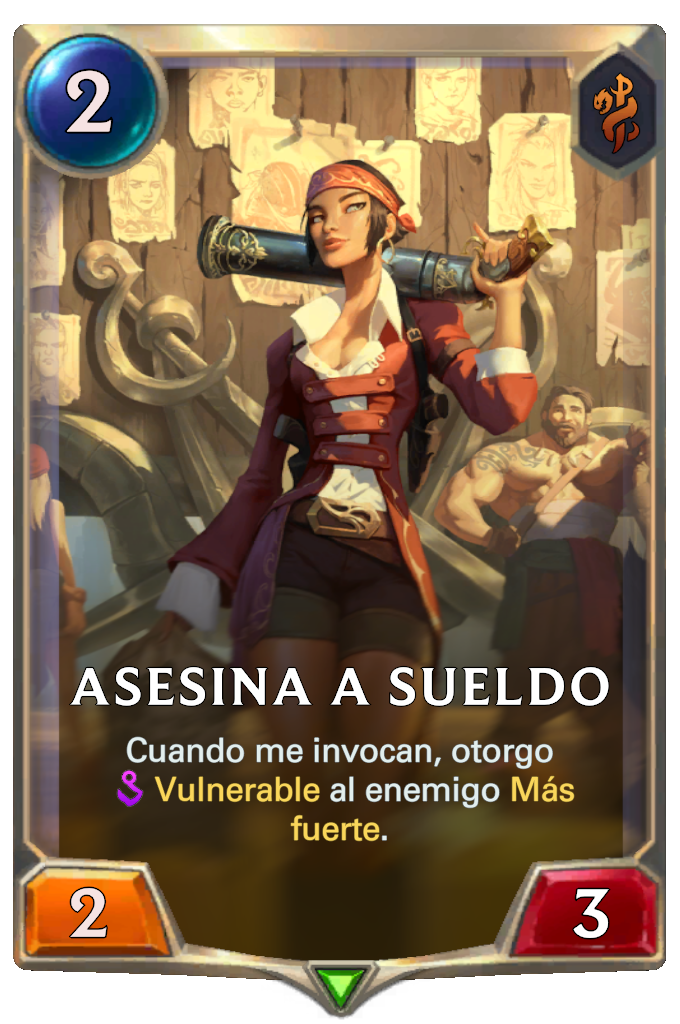 2
ASESINA A SUELDO
Cuando me invocan, otorgo
Vulnerable al enemigo Más
fuerte.
2
3